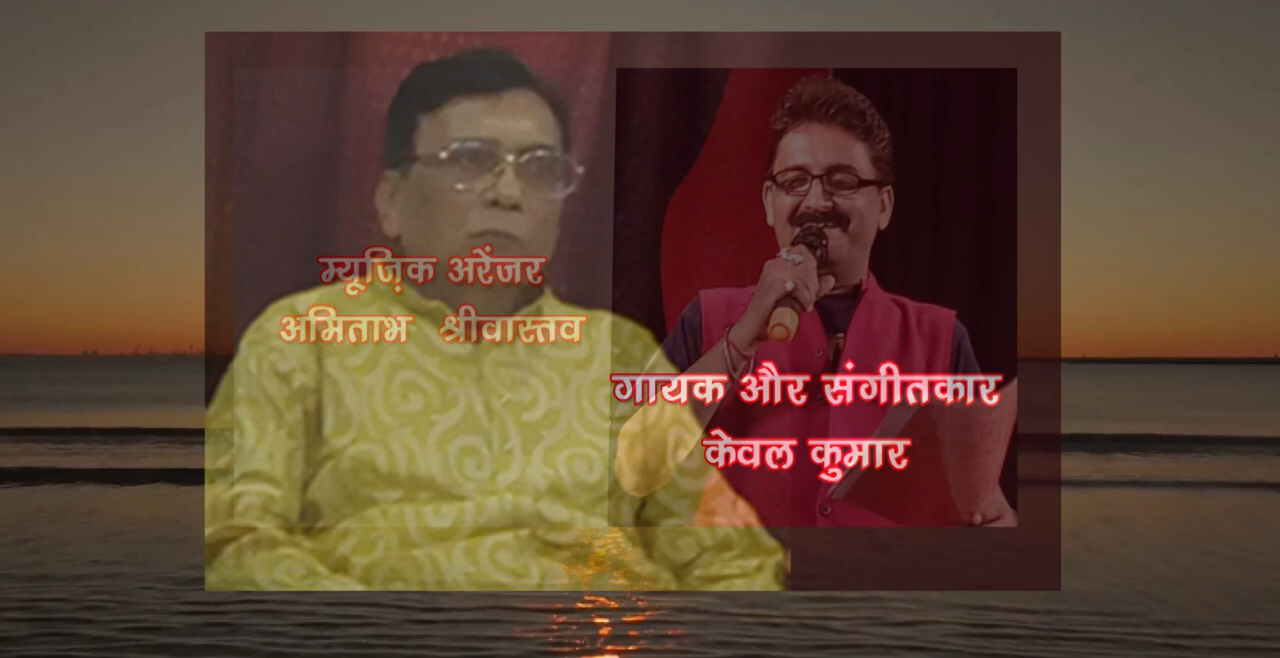 म्यूज़िक अरेंजर
अमिताभ श्रीवास्तव
गायक और संगीतकार
केवल कुमार